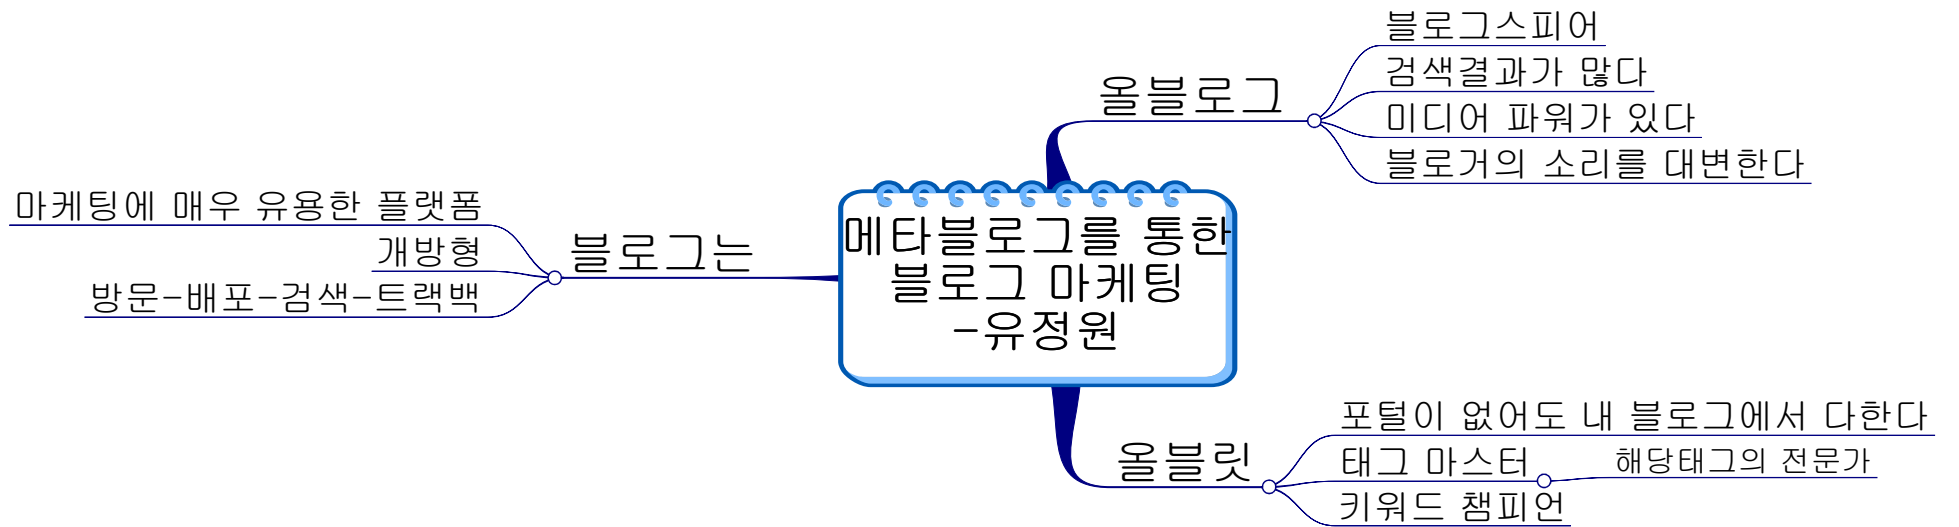 메타블로그를 통한
블로그 마케팅
-유정원
올블로그
블로그스피어
검색결과가 많다
미디어 파워가 있다
블로거의 소리를 대변한다
올블릿
포털이 없어도 내 블로그에서 다한다
태그 마스터
해당태그의 전문가
키워드 챔피언
블로그는
마케팅에 매우 유용한 플랫폼
개방형
방문-배포-검색-트랙백